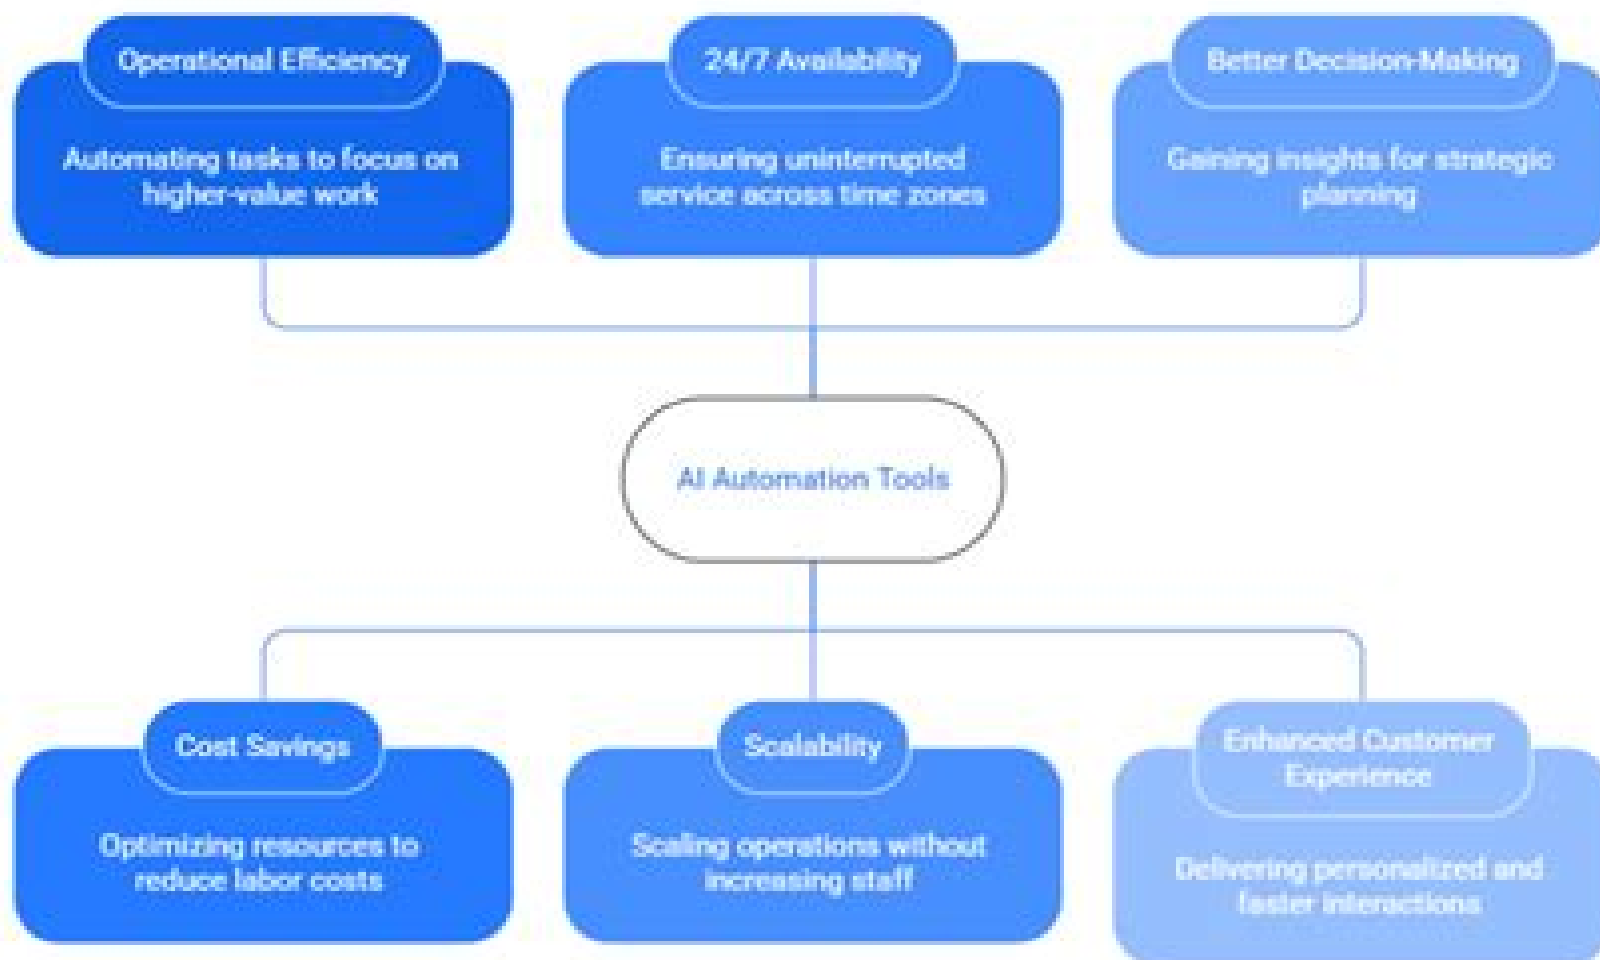 Operational Efficiency
Automating tasks to focus on
higher-value work
24/7 Availability
Ensuring uninterrupted
service across time zones
Better Decision-Making
Gaining insights for strategic
planning
AI Automation Tools
Cost Savings
Optimizing resources to
reduce labor costs
Scalability
Scaling operations without
increasing staff
Enhanced Customer
Experience
Delivering personalized and
faster interactions